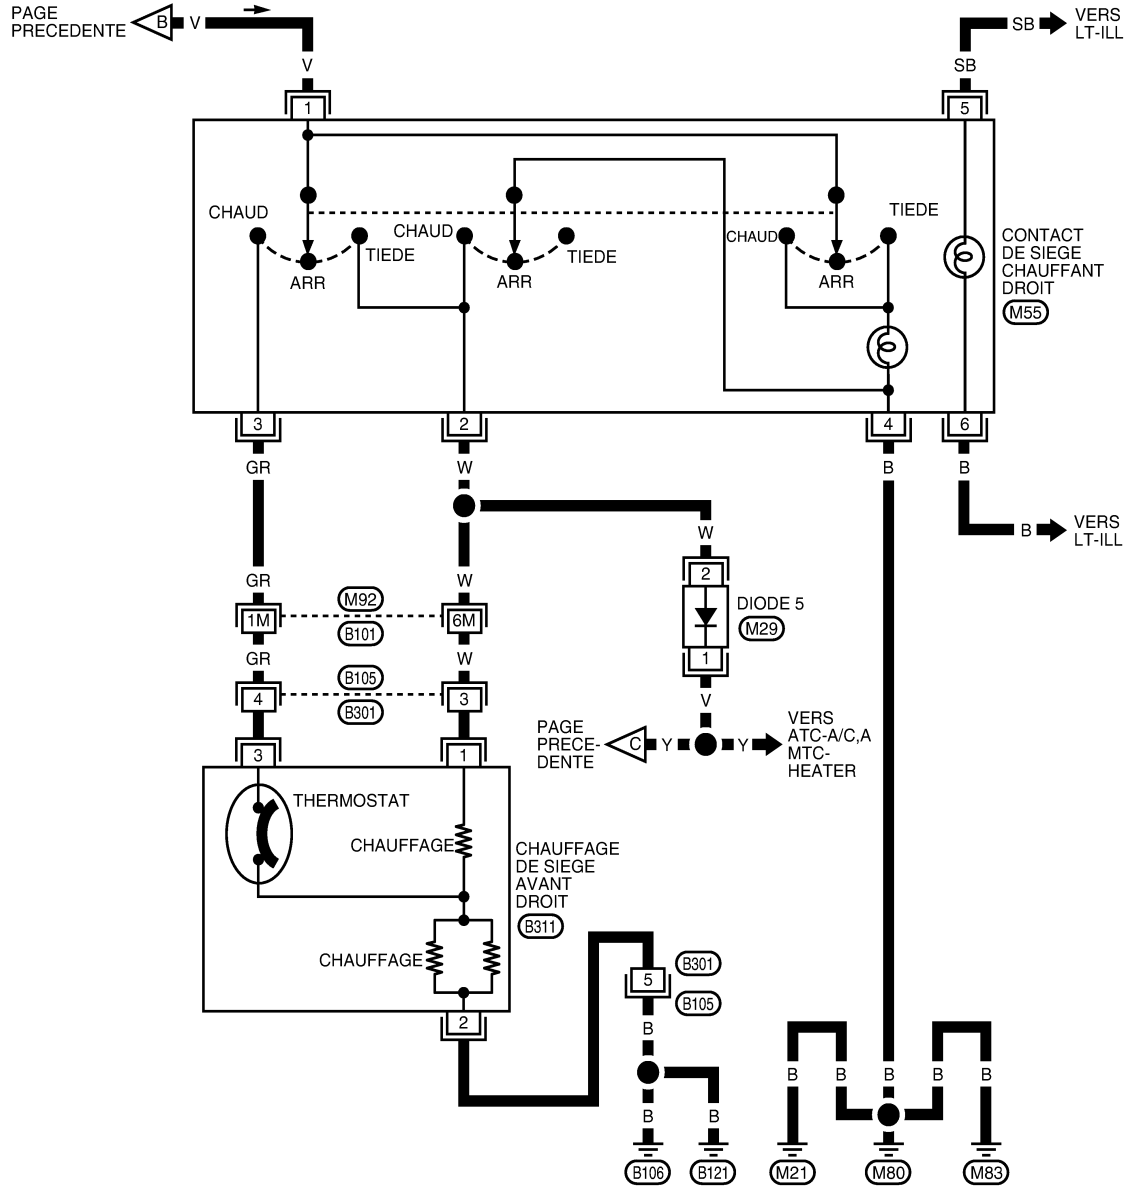 PAGE
PRECEDENTE
B
V
V
1
SB
VERS
LT-ILL
SB
5
CHAUD
TIEDE
ARR
CHAUD
TIEDE
ARR
CHAUD
TIEDE
ARR
CONTACT
DE SIEGE
CHAUFFANT
DROIT
M55
3
2
4
6
GR
W
B
B
B
VERS
LT-ILL
W
2
DIODE 5
M29
1
V
GR
W
M92
1M
6M
B101
GR
W
B105
4
3
B301
PAGE
PRECE-
DENTE
C
Y
Y
VERS
ATC-A/C,A
MTC-
HEATER
3
1
THERMOSTAT
CHAUFFAGE
CHAUFFAGE
DE SIEGE
AVANT
DROIT
B311
CHAUFFAGE
2
B301
5
B105
B
B
B
B106
B121
B
B
B
B
B
M21
M80
M83